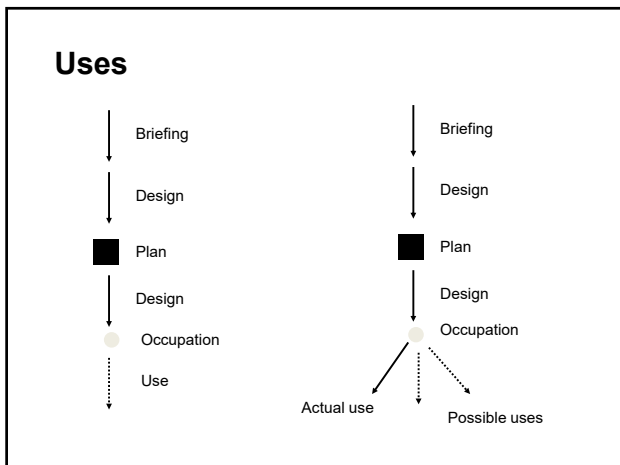 Uses
Briefing
Design
Plan
Design
Occupation
Use
Briefing
Design
Plan
Design
Occupation
Actual use
Possible uses